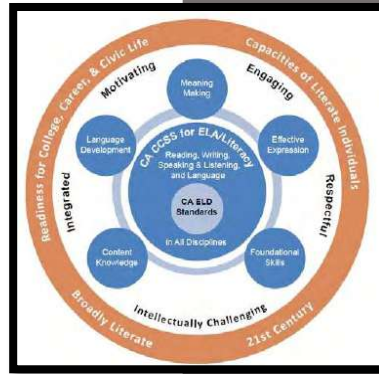 Readiness for College, Career, & Civic Life
Capacities of Literate Individuals
Broadly Literate
21st Century
Motivating
Engaging
Integrated
Respectful
Intellectually Challenging
Meaning
Making
Language
Development
Effective
Expression
Content
Knowledge
Foundational
Skills
CA CCSS for ELA/Literacy
Reading, Writing,
Speaking & Listening,
and Language
CA ELD
Standards
in All Disciplines